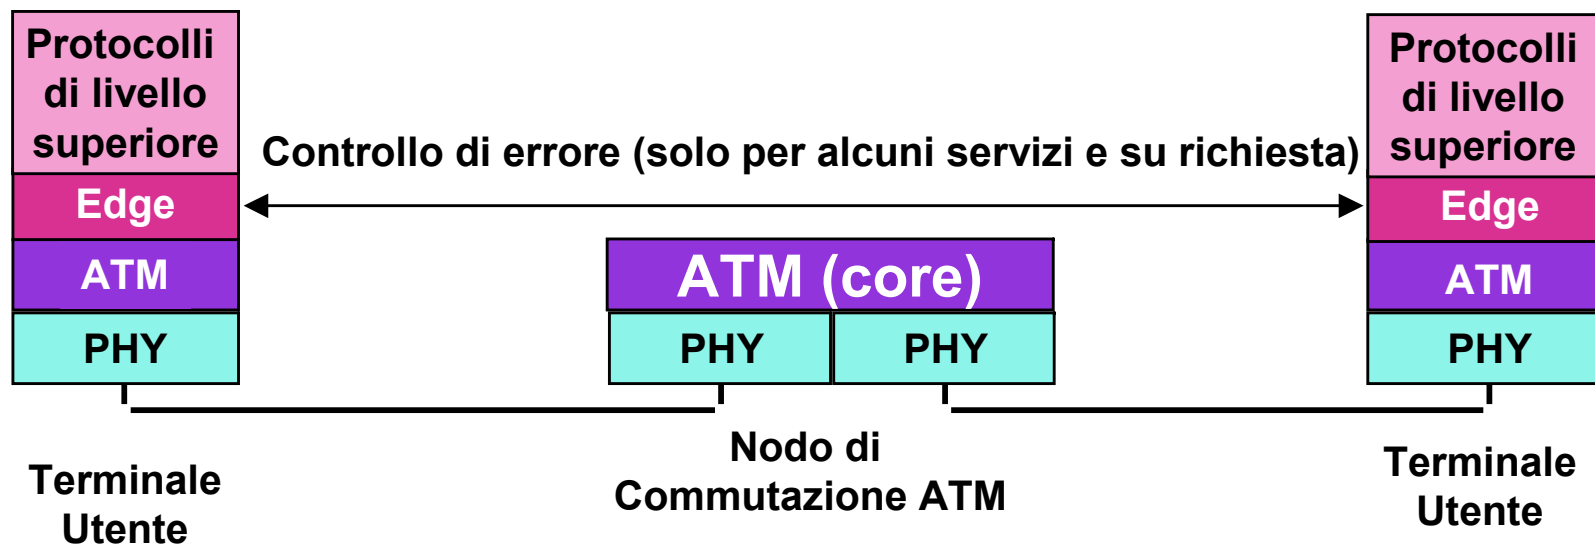 Protocolli
di livello
superiore
Edge
ATM
PHY
Terminale
Utente
Controllo di errore (solo per alcuni servizi e su richiesta)
ATM (core)
PHY
PHY
Nodo di
Commutazione ATM
Protocolli
di livello
superiore
Edge
ATM
PHY
Terminale
Utente